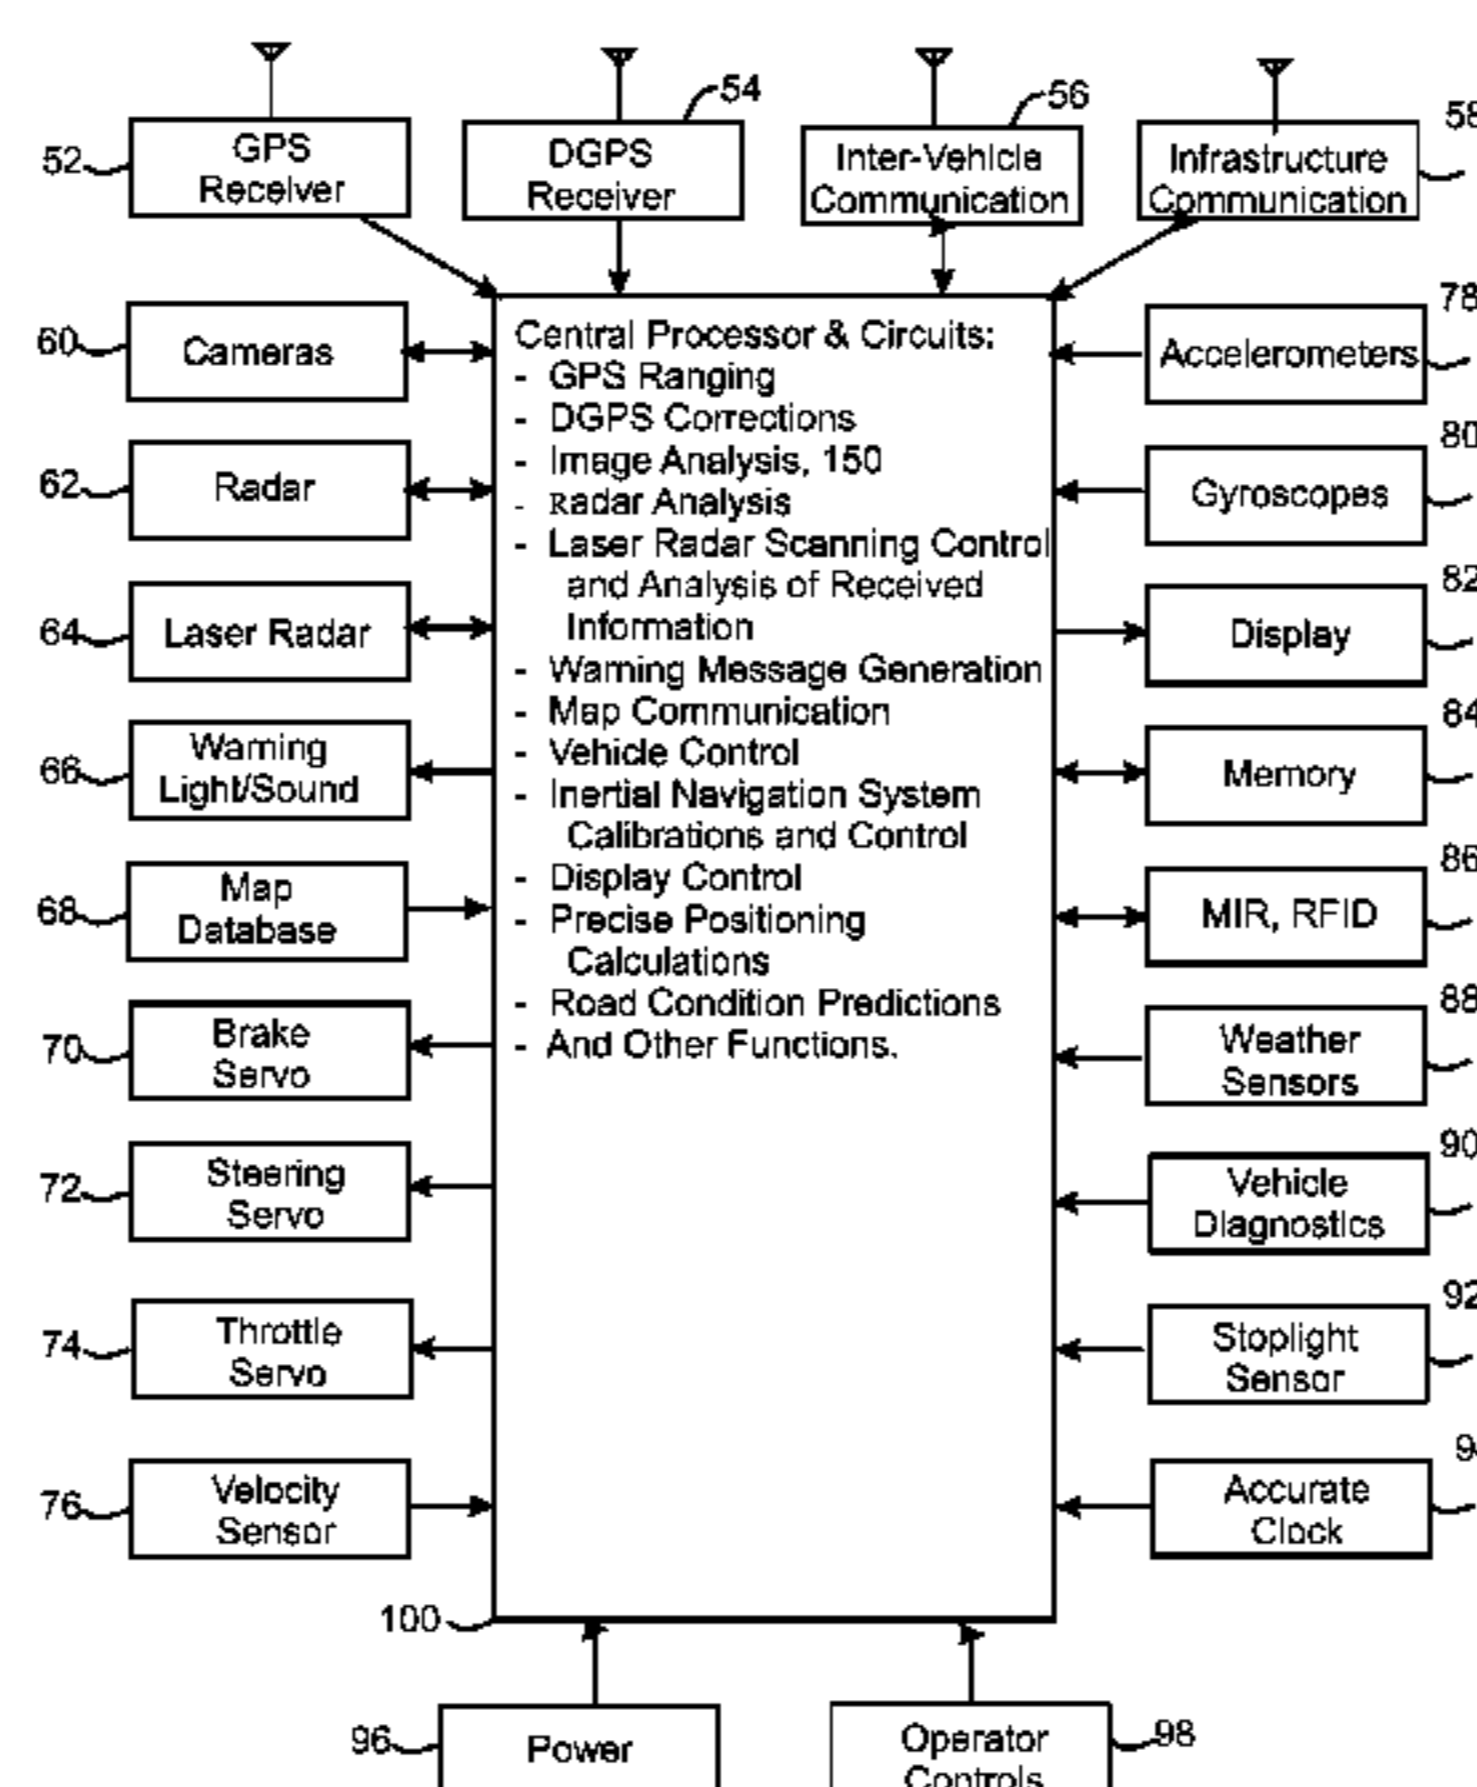 54
56
58
52
GPS
Receiver
DGPS
Receiver
Inter-Vehicle
Communication
Infrastructure
Communication
60
Cameras
62
Radar
64
Laser Radar
66
Warning
Light/Sound
68
Map
Database
70
Brake
Servo
72
Steering
Servo
74
Throttle
Servo
76
Velocity
Sensor
Central Processor & Circuits:
- GPS Ranging
- DGPS Corrections
- Image Analysis, 150
- Radar Analysis
- Laser Radar Scanning Control
and Analysis of Received
Information
- Warning Message Generation
- Map Communication
- Vehicle Control
- Inertial Navigation System
Calibrations and Control
- Display Control
- Precise Positioning
Calculations
- Road Condition Predictions
- And Other Functions.
78
Accelerometers
80
Gyroscopes
82
Display
84
Memory
86
MIR, RFID
88
Weather
Sensors
90
Vehicle
Diagnostics
92
Stoplight
Sensor
Accurate
Clock
100
96
Power
Operator
Controls
98